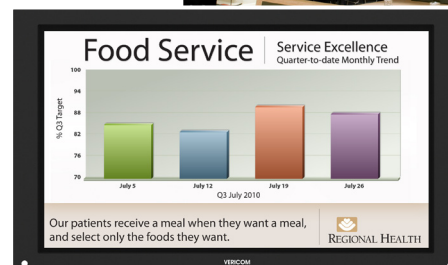 Food Service
Service Excellence
Quarter-to-date Monthly Trend
100
94
88
82
76
70
% Q3 Target
July 5
July 12
July 19
July 26
Q3 July 2010
Our patients receive a meal when they want a meal,
and select only the foods they want.
REGIONAL HEALTH
VERICOM